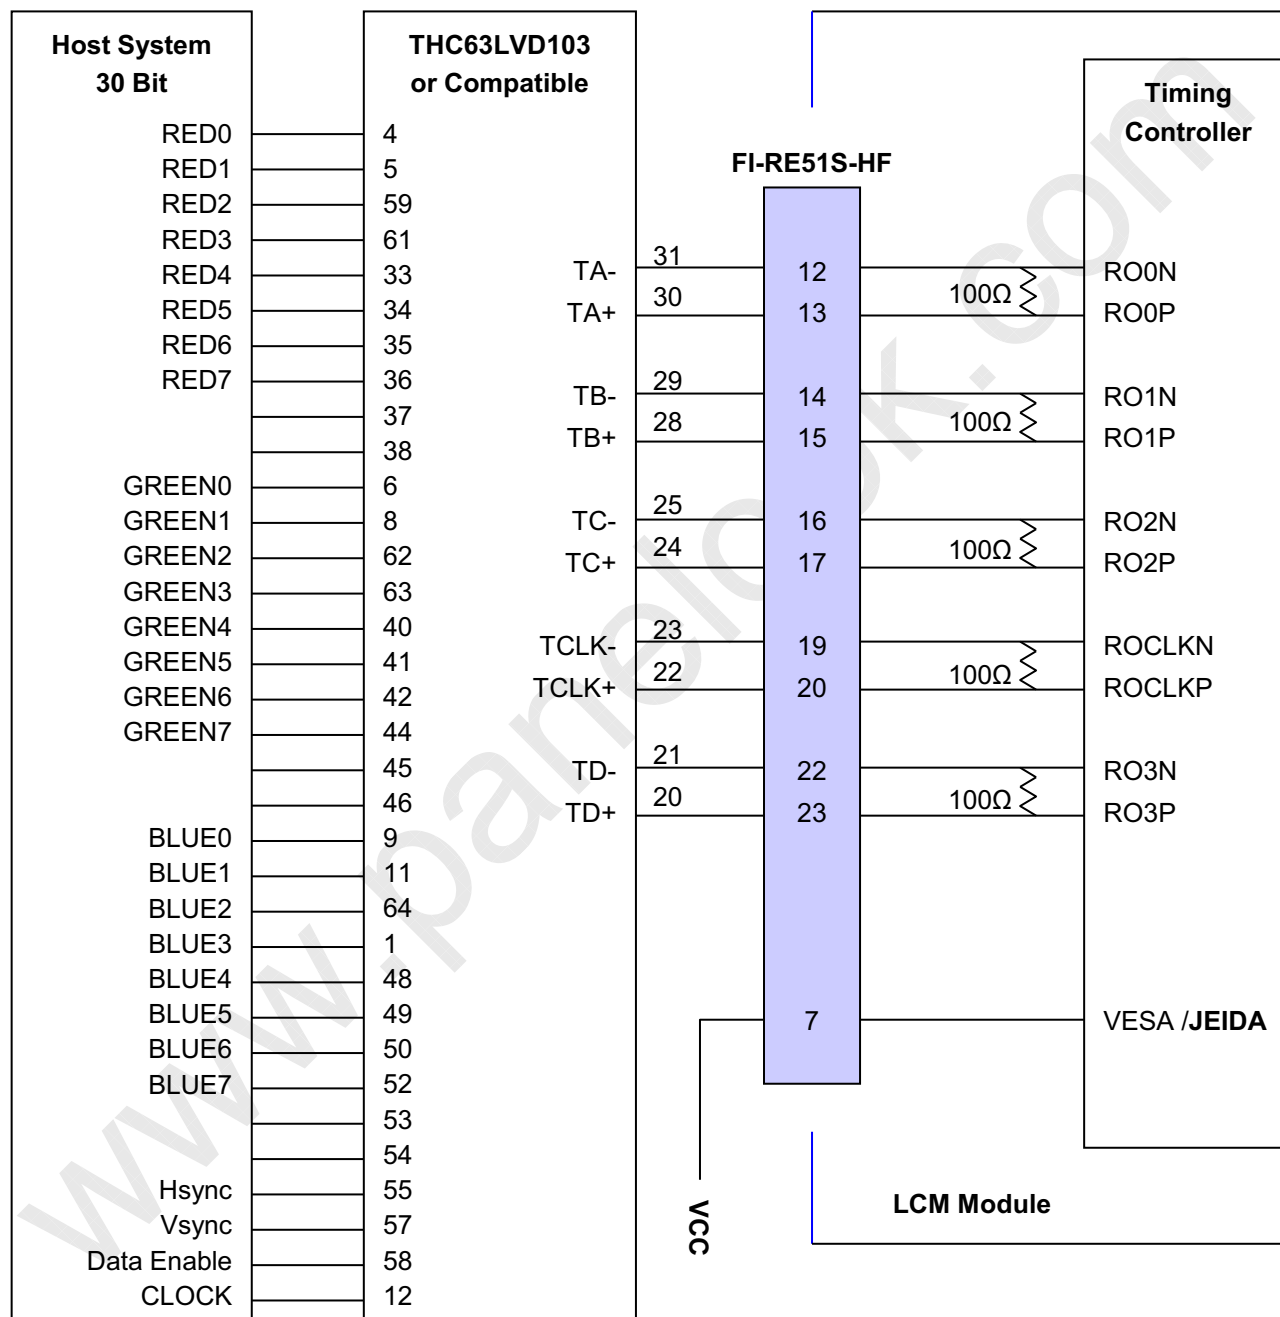 Host System
30 Bit
RED0
RED1
RED2
RED3
RED4
RED5
RED6
RED7
GREEN0
GREEN1
GREEN2
GREEN3
GREEN4
GREEN5
GREEN6
GREEN7
BLUE0
BLUE1
BLUE2
BLUE3
BLUE4
BLUE5
BLUE6
BLUE7
Hsync
Vsync
Data Enable
CLOCK
THC63LVD103
or Compatible
4
5
59
61
33
34
35
36
37
38
6
8
62
63
40
41
42
44
45
46
9
11
64
1
48
49
50
52
53
54
55
57
58
12
TA-
TA+
TB-
TB+
TC-
TC+
TCLK-
TCLK+
TD-
TD+
31
30
29
28
25
24
23
22
21
20
FI-RE51S-HF
12
13
14
15
16
17
19
20
22
23
7
VCC
100Ω
100Ω
100Ω
100Ω
100Ω
Timing
Controller
RO0N
RO0P
RO1N
RO1P
RO2N
RO2P
ROCLKN
ROCLKP
RO3N
RO3P
VESA /JEIDA
LCM Module
www.panelook.com